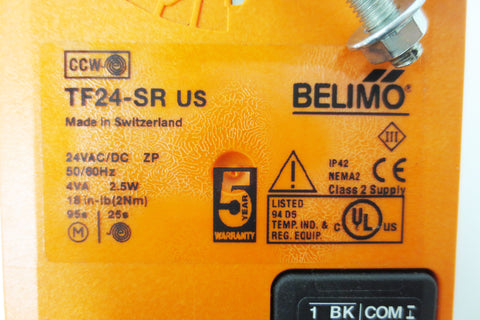 CCW
TF24-SR US
Made in Switzerland
BELIMO
24VAC/DC ZP
50/60Hz
4VA 2.5W
18 in-lb(2Nm)
95s 25s
M
5
YEAR
WARRANTY
III
IP42
NEMA2
CE
Class 2 Supply
LISTED
94 D5
TEMP. IND. &
REG. EQUIP.
C UL US
1 BK COM